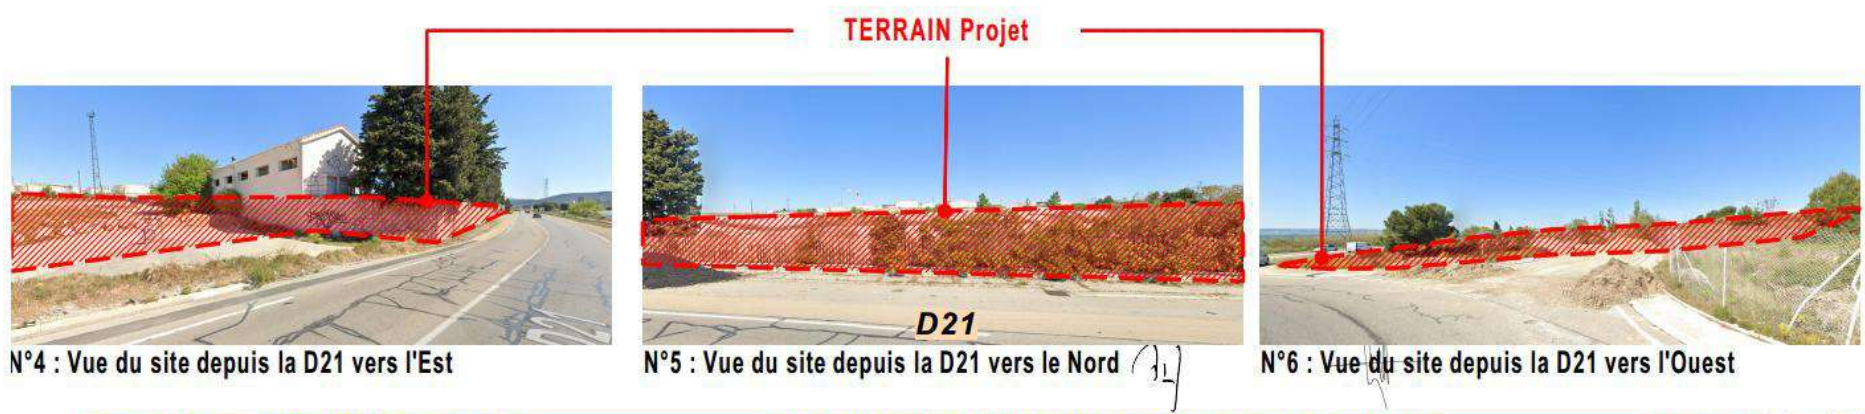 TERRAIN Projet
D21
D21
N°4 : Vue du site depuis la D21 vers l'Est
N°5 : Vue du site depuis la D21 vers le Nord
N°6 : Vue du site depuis la D21 vers l'Ouest